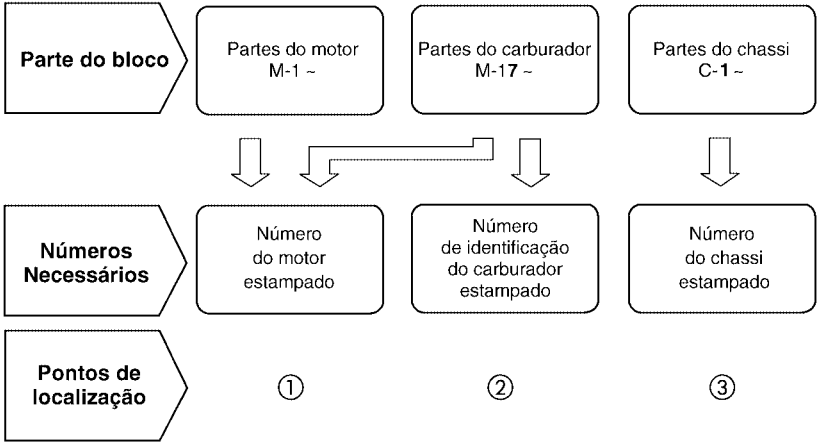 Parte do bloco
Partes do motor
M-1 ~
Partes do carburador
M-17 ~
Partes do chassi
C-1 ~
Números
Necessários
Número
do motor
estampado
Número
de identificação
do carburador
estampado
Número
do chassi
estampado
Pontos de
localização
①
②
③